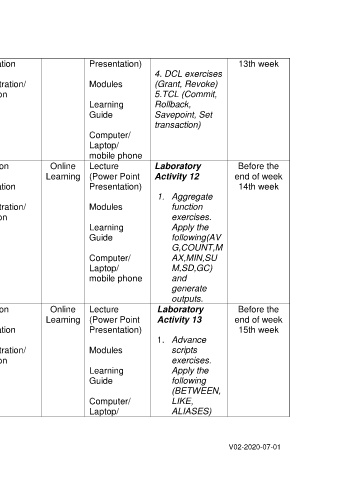 ation
tration/
on
Presentation)
Modules
Learning
Guide
Computer/
Laptop/
mobile phone
4. DCL exercises
(Grant, Revoke)
5.TCL (Commit,
Rollback,
Savepoint, Set
transaction)
13th week
on
ation
tration/
on
Online
Learning
Lecture
(Power Point
Presentation)
Modules
Learning
Guide
Computer/
Laptop/
mobile phone
Laboratory
Activity 12
1. Aggregate
function
exercises.
Apply the
following(AV
G,COUNT,M
AX,MIN,SU
M,SD,GC)
and
generate
outputs.
Before the
end of week
14th week
on
ation
tration/
on
Online
Learning
Lecture
(Power Point
Presentation)
Modules
Learning
Guide
Computer/
Laptop/
Laboratory
Activity 13
1. Advance
scripts
exercises.
Apply the
following
(BETWEEN,
LIKE,
ALIASES)
Before the
end of week
15th week
V02-2020-07-01